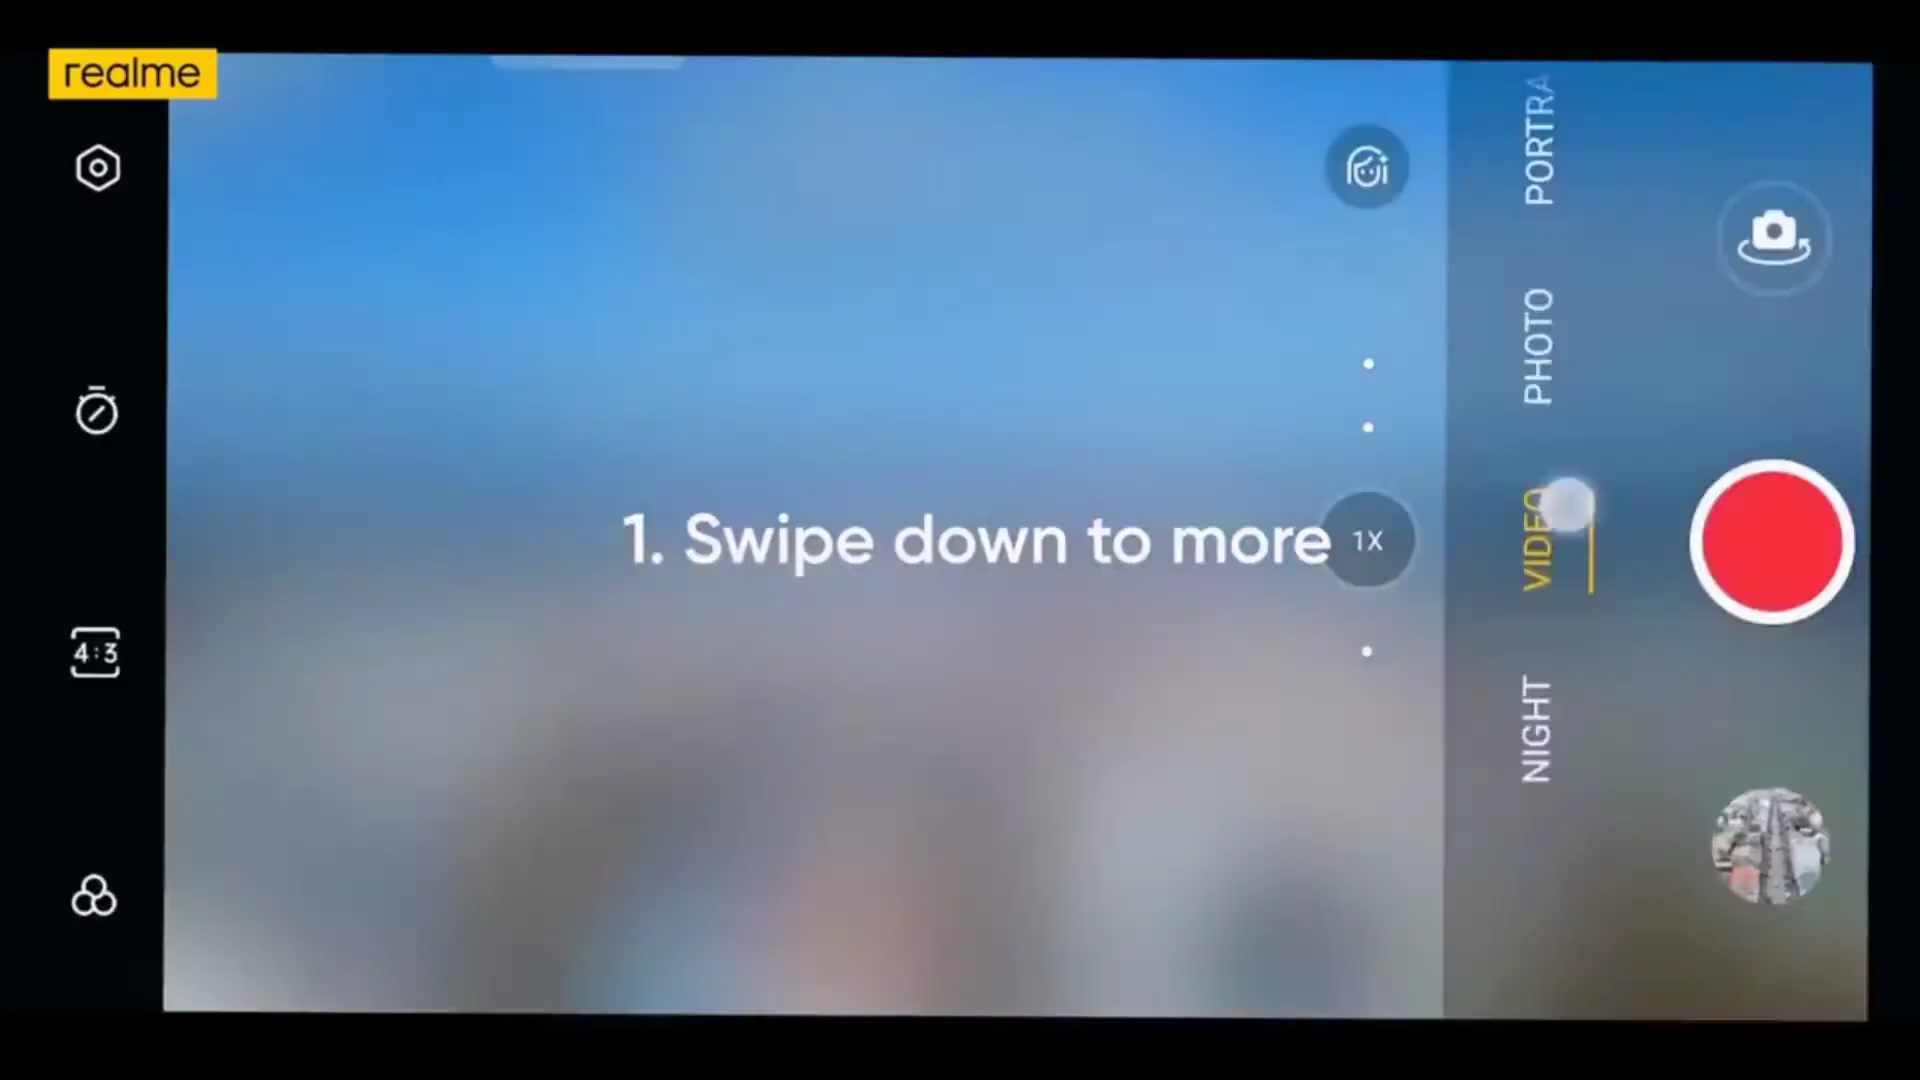 realme
PORTRA
PHOTO
4:3
1. Swipe down to more
1X
VIDEO
NIGHT